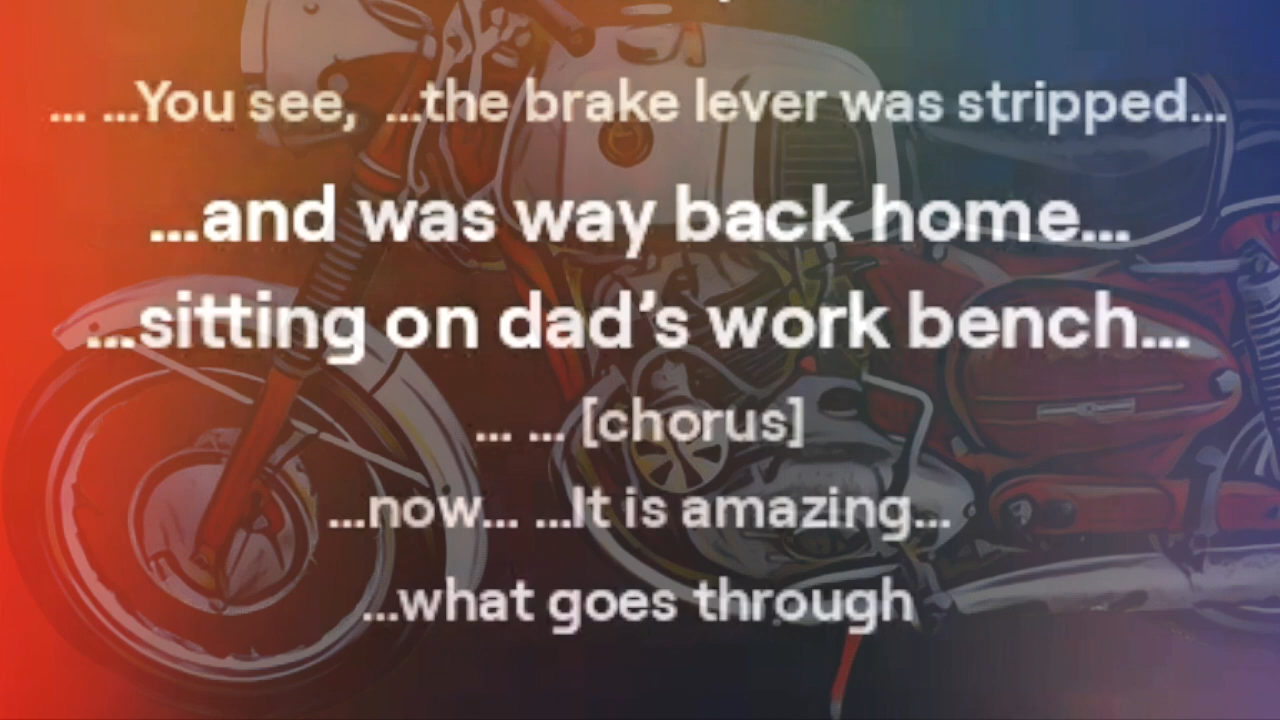 ... ...You see,  ...the brake lever was stripped...
...and was way back home...
...sitting on dad’s work bench...
... ... [chorus]
...now... ...It is amazing...
...what goes through